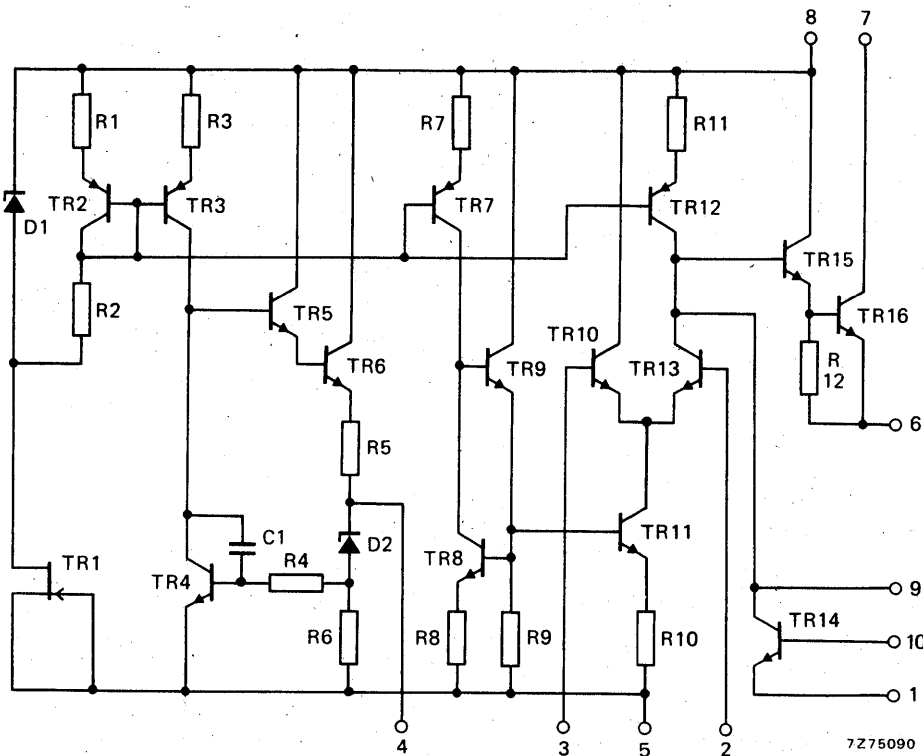 8 7
R1 R3 R7 R11
TR2 TR3 TR7 TR12
D1
TR15
R2 TR5 TR10 TR16
TR6 TR9 TR13 R
12
6
R5
C1 D2 TR11
TR1 TR4 R4 TR8
9
R6 R8 R9 R10 TR14
10
1
4 3 5 2
7Z75090